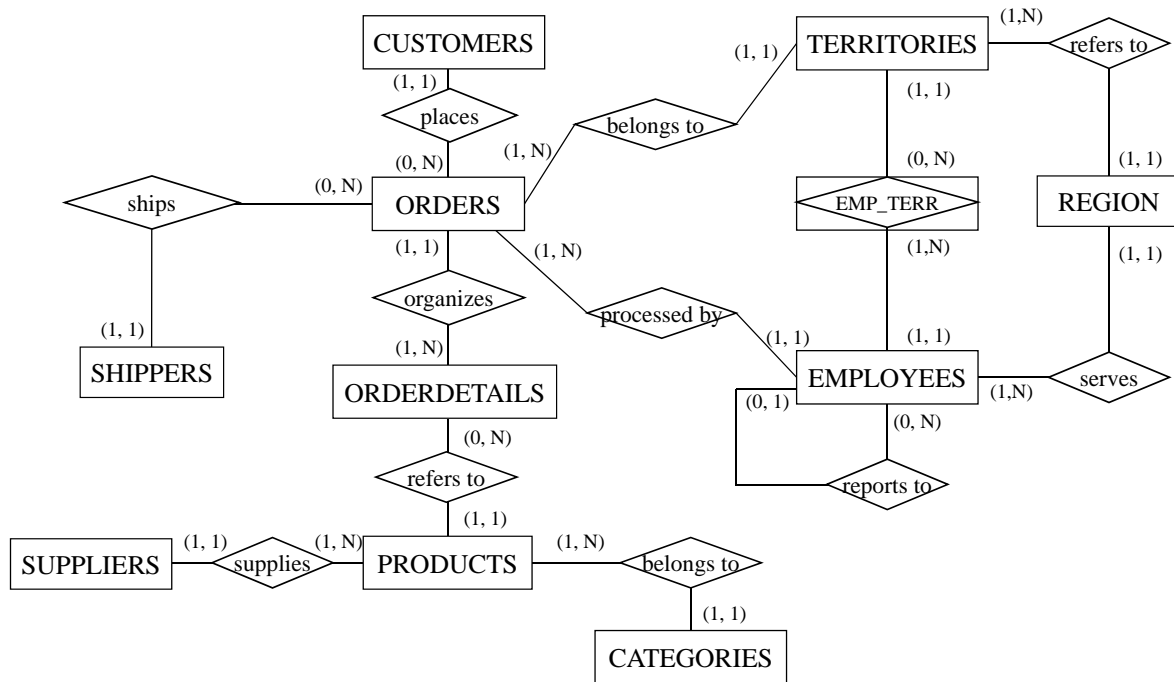 (1,N)
CUSTOMERS
TERRITORIES
refers to
(1, 1)
(1, 1)
(1, 1)
places
belongs to
(1, 1)
(0, N)
(1, N)
(0, N)
(1, 1)
(0, N)
ships
ORDERS
EMP_TERR
REGION
(1, 1)
(1, N)
(1,N)
(1, 1)
organizes
processed by
(1, 1)
(1, N)
(1, 1)
(1, 1)
SHIPPERS
ORDERDETAILS
EMPLOYEES
serves
(0, 1)
(1,N)
(0, N)
(0, N)
refers to
reports to
(1, 1)
(1, 1)
(1, N)
(1, N)
SUPPLIERS
supplies
PRODUCTS
belongs to
(1, 1)
CATEGORIES